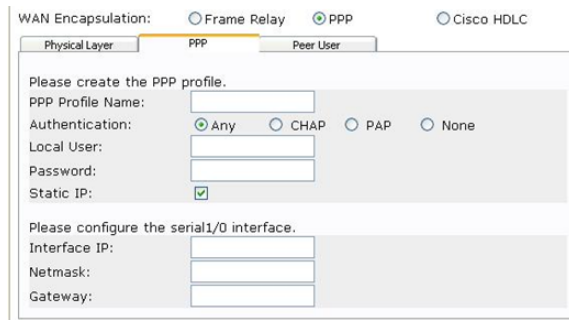 WAN Encapsulation: Frame Relay PPP Cisco HDLC
Physical Layer PPP Peer User
Please create the PPP profile.
PPP Profile Name:
Authentication: Any CHAP PAP None
Local User:
Password:
Static IP:
Please configure the serial1/0 interface.
Interface IP:
Netmask:
Gateway: